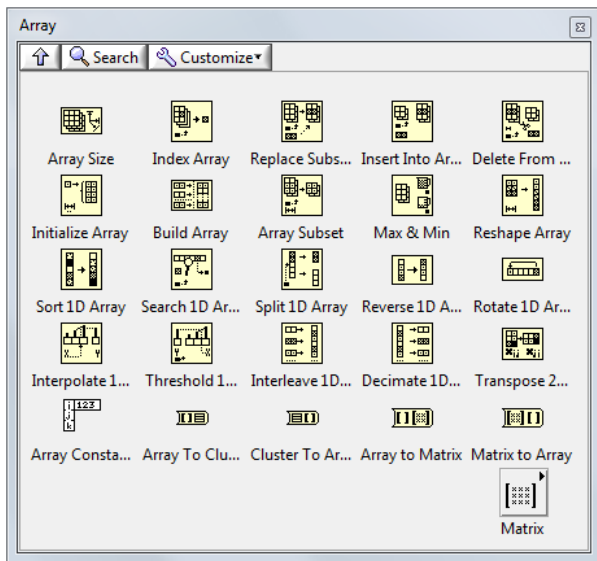 Array
Search Customize
Array Size Index Array Replace Subs... Insert Into Ar... Delete From ...
Initialize Array Build Array Array Subset Max & Min Reshape Array
Sort 1D Array Search 1D Ar... Split 1D Array Reverse 1D A... Rotate 1D Ar...
Interpolate 1... Threshold 1... Interleave 1D... Decimate 1D... Transpose 2...
i 123
j
k
Array Consta... Array To Clu... Cluster To Ar... Array to Matrix Matrix to Array
Matrix